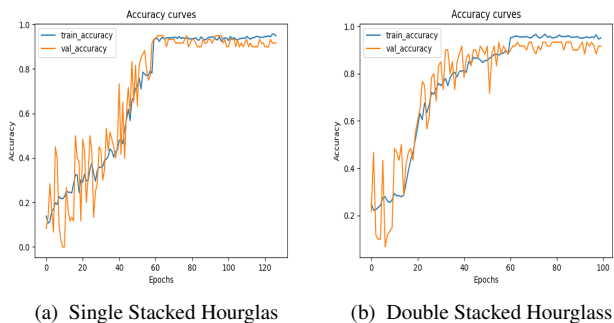 Accuracy curves
train_accuracy
val_accuracy
Accuracy
1.0
0.8
0.6
0.4
0.2
0.0
0 20 40 60 80 100 120
Epochs
(a) Single Stacked Hourglas
Accuracy curves
train_accuracy
val_accuracy
Accuracy
1.0
0.8
0.6
0.4
0.2
0 20 40 60 80 100
Epochs
(b) Double Stacked Hourglass